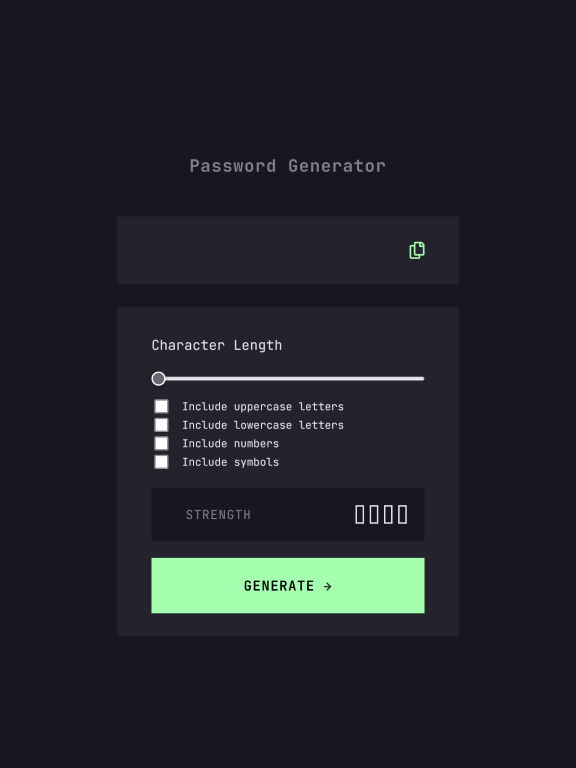 Password Generator
Character Length
Include uppercase letters
Include lowercase letters
Include numbers
Include symbols
STRENGTH
GENERATE →